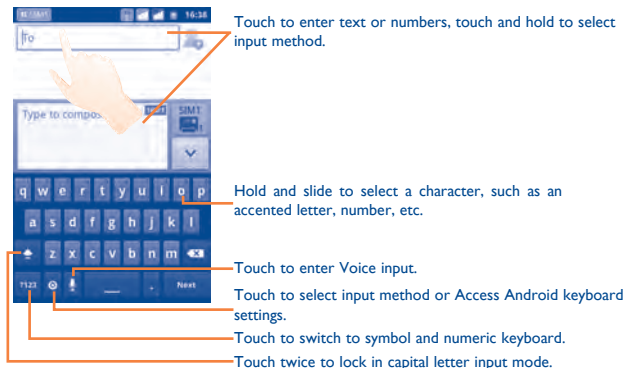 16:38
Touch to enter text or numbers, touch and hold to select
input method.
To
Type to compos
SIM1
q w e r t y u i o p
Hold and slide to select a character, such as an
accented letter, number, etc.
a s d f g h j k l
z x c v b n m
Touch to enter Voice input.
?123 . Next
Touch to select input method or Access Android keyboard
settings.
Touch to switch to symbol and numeric keyboard.
Touch twice to lock in capital letter input mode.